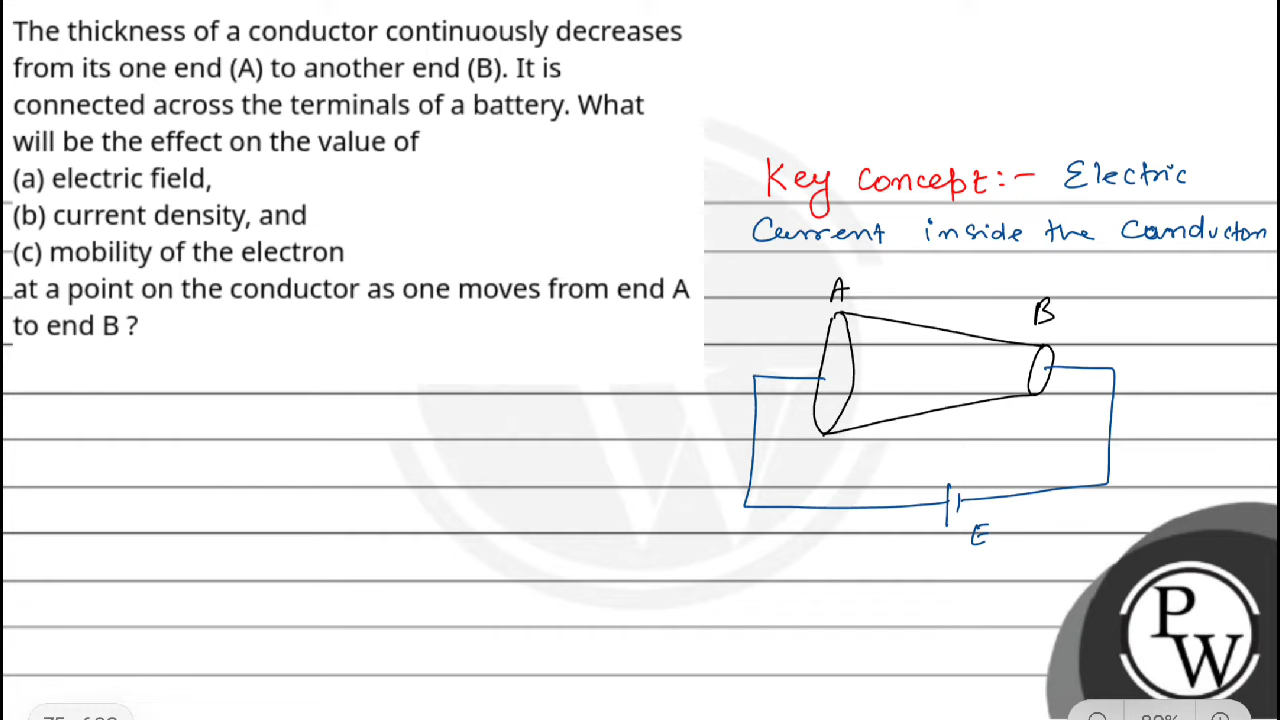 The thickness of a conductor continuously decreases
from its one end (A) to another end (B). It is
connected across the terminals of a battery. What
will be the effect on the value of
(a) electric field,
(b) current density, and
(c) mobility of the electron
at a point on the conductor as one moves from end A
to end B ?
Key concept:- Electric
Current inside the Conductor
A
B
E
P
W